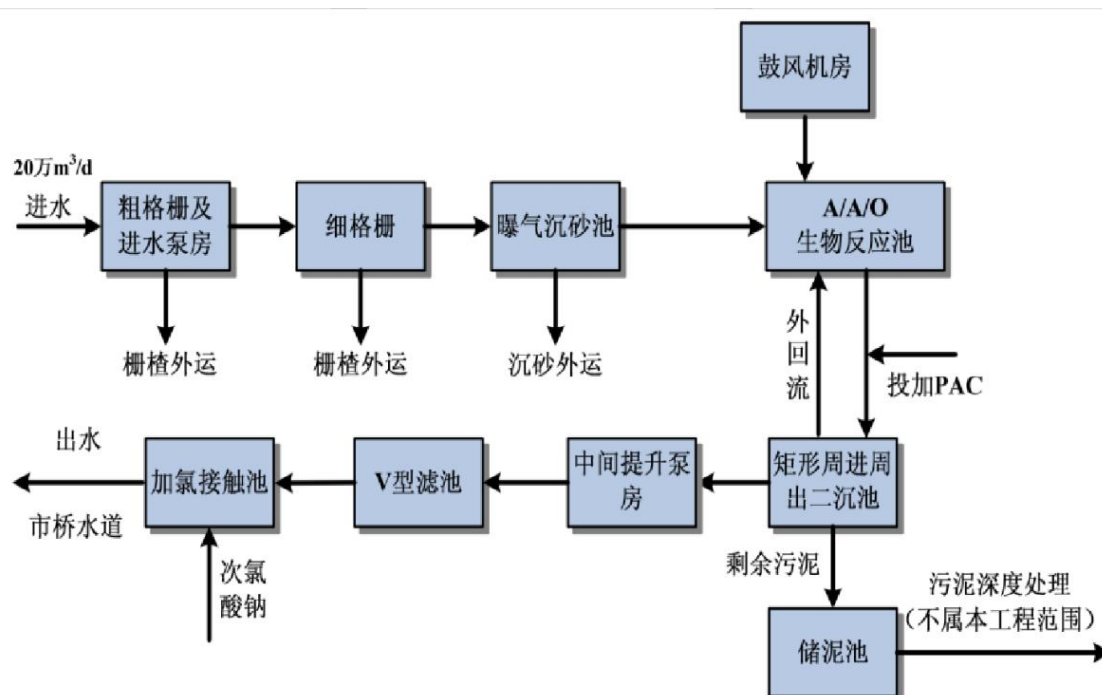 鼓风机房
20万m³/d
进水
粗格栅及
进水泵房
细格栅
曝气沉砂池
A/A/O
生物反应池
栅楂外运
栅楂外运
沉砂外运
外
回
流
投加PAC
出水
市桥水道
加氯接触池
V型滤池
中间提升泵
房
矩形周进周
出二沉池
次氯
酸钠
剩余污泥
储泥池
污泥深度处理
（不属本工程范围）